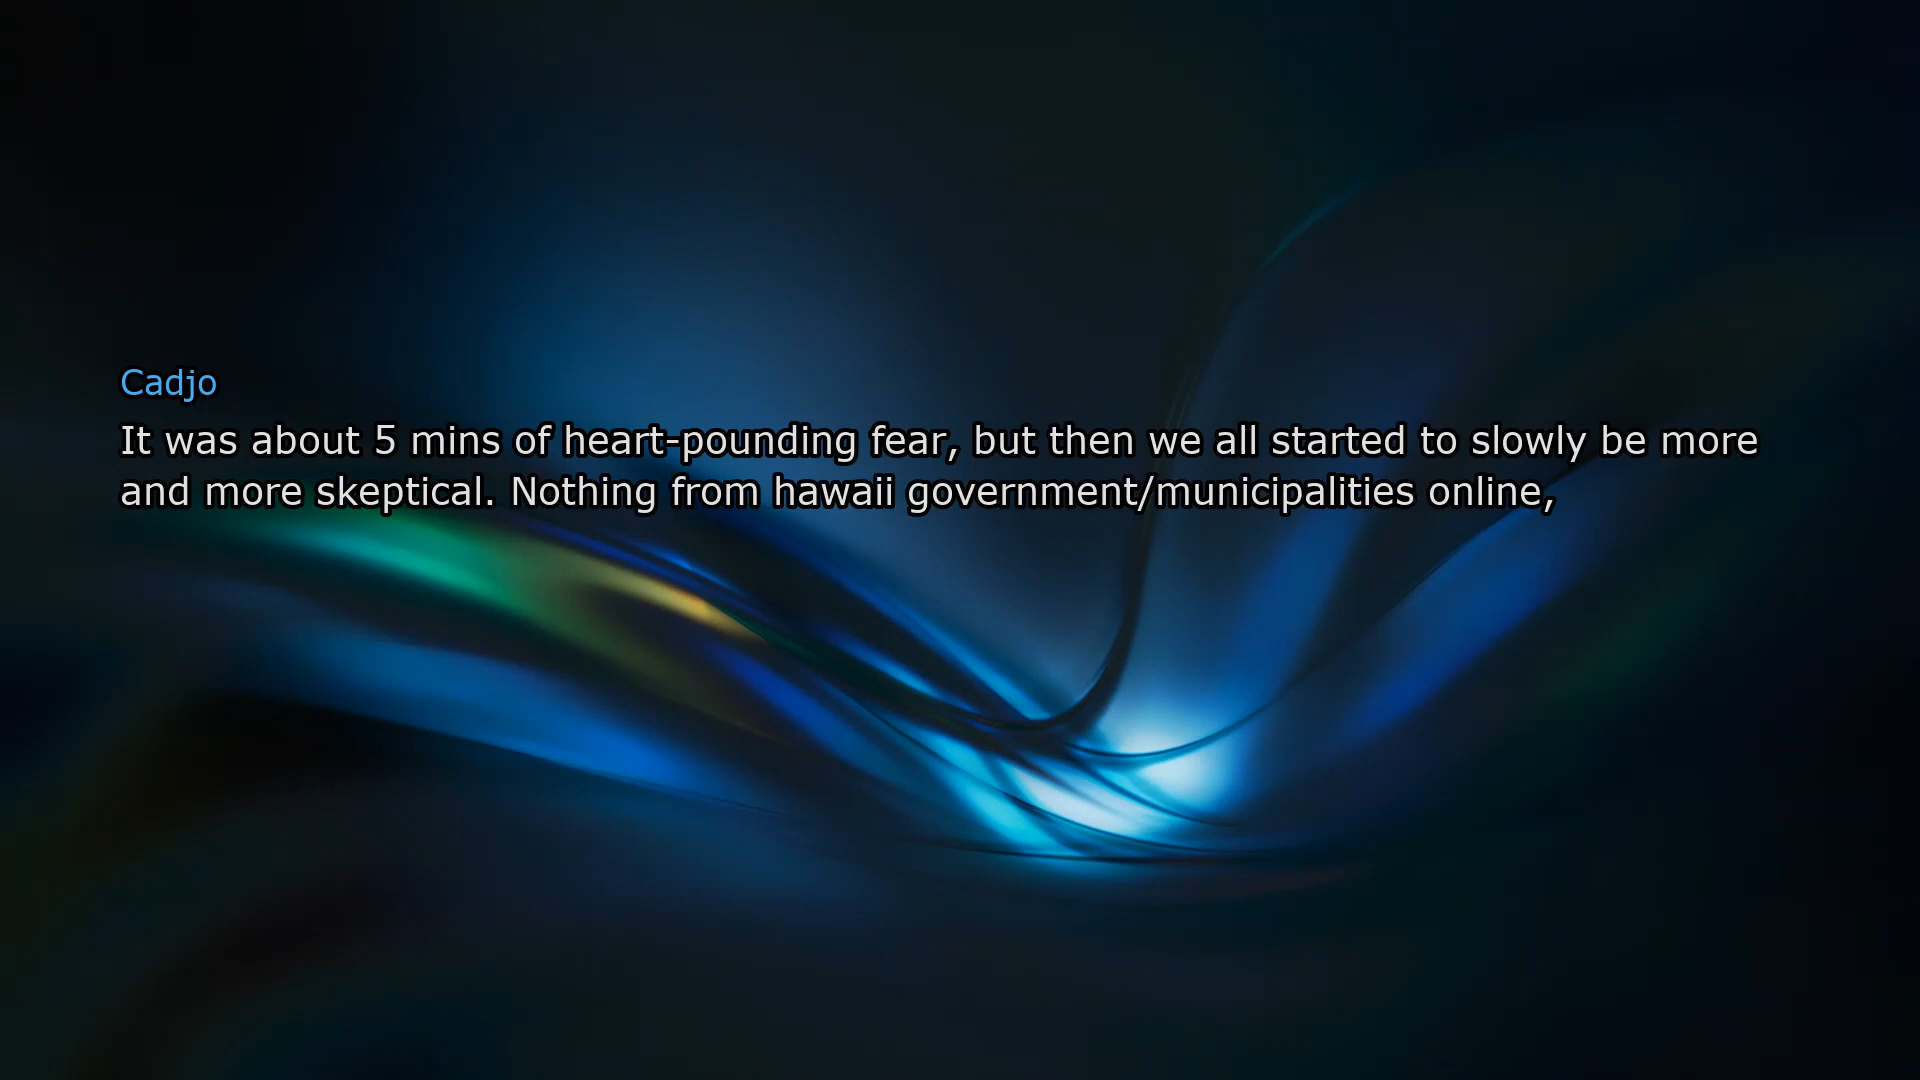 Cadjo
It was about 5 mins of heart-pounding fear, but then we all started to slowly be more
and more skeptical. Nothing from hawaii government/municipalities online,